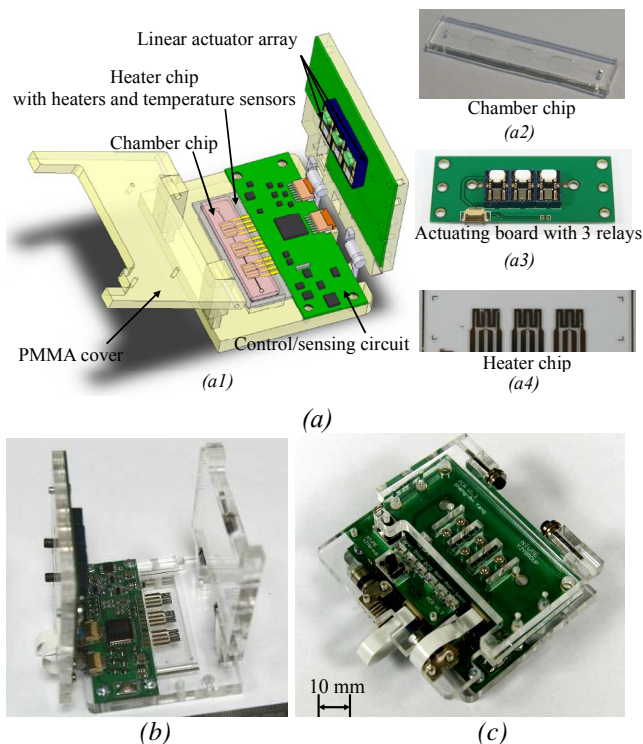 Linear actuator array
Heater chip
with heaters and temperature sensors
Chamber chip
PMMA cover
Control/sensing circuit
(a1)
Chamber chip
(a2)
Actuating board with 3 relays
(a3)
Heater chip
(a4)
(a)
(b)
10 mm
(c)